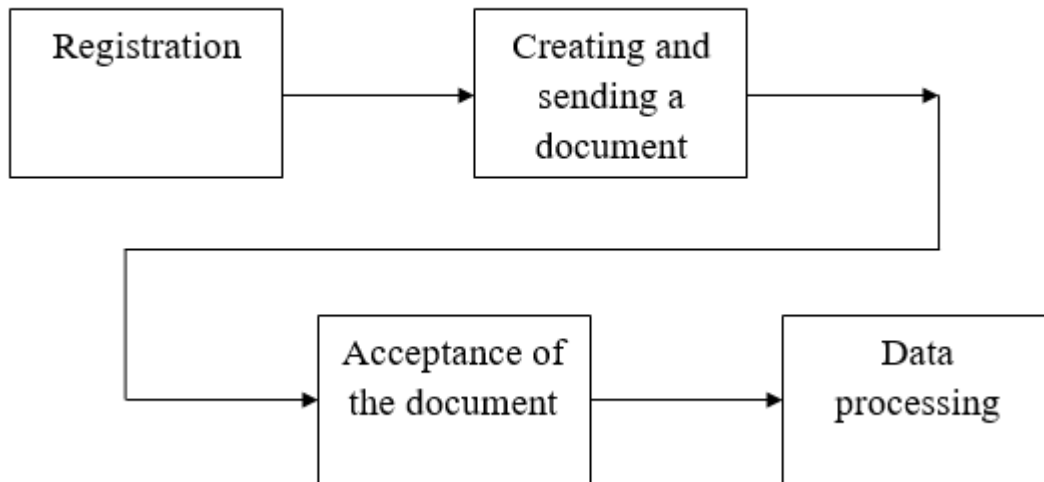 Registration
Creating and
sending a
document
Acceptance of
the document
Data
processing